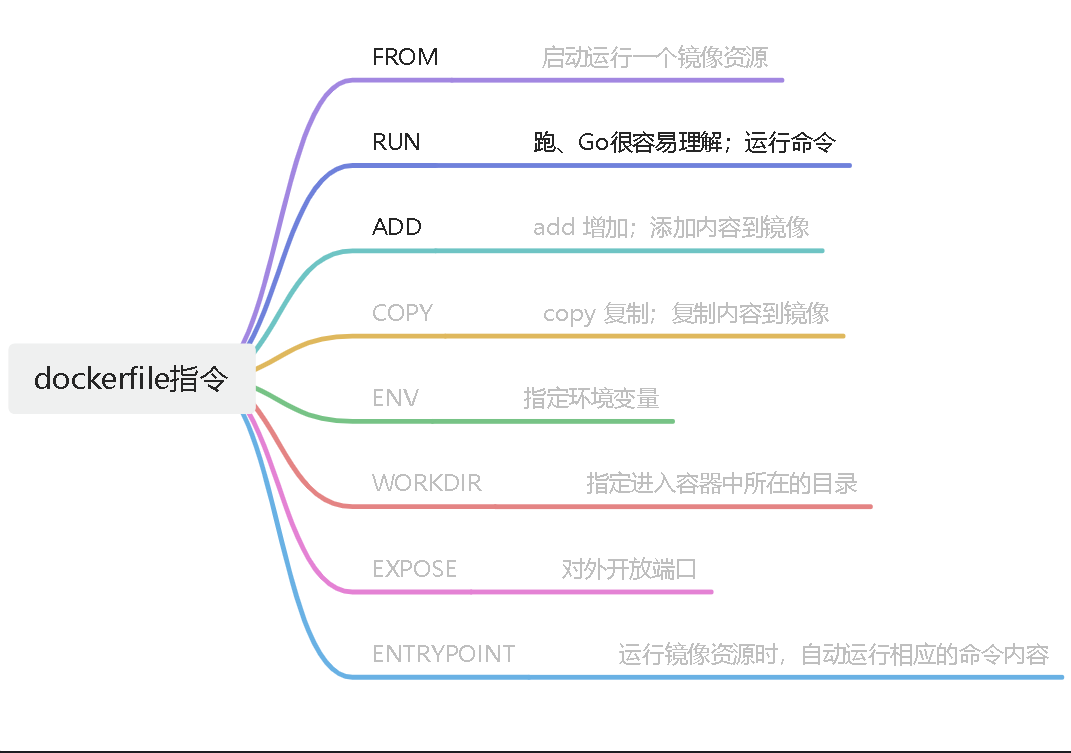 FROM 启动运行一个镜像资源
RUN 跑、Go很容易理解；运行命令
ADD add 增加；添加内容到镜像
COPY copy 复制；复制内容到镜像
dockerfile指令
ENV 指定环境变量
WORKDIR 指定进入容器中所在的目录
EXPOSE 对外开放端口
ENTRYPOINT 运行镜像资源时，自动运行相应的命令内容